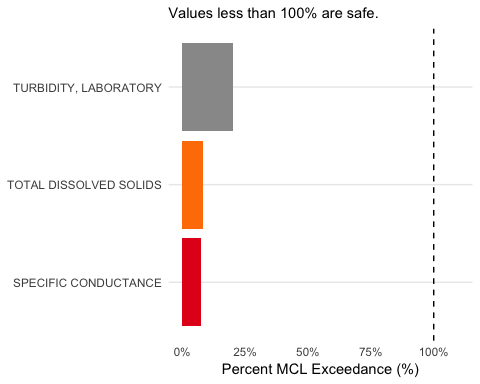 Values less than 100% are safe.
TURBIDITY, LABORATORY
TOTAL DISSOLVED SOLIDS
SPECIFIC CONDUCTANCE
0% 25% 50% 75% 100%
Percent MCL Exceedance (%)